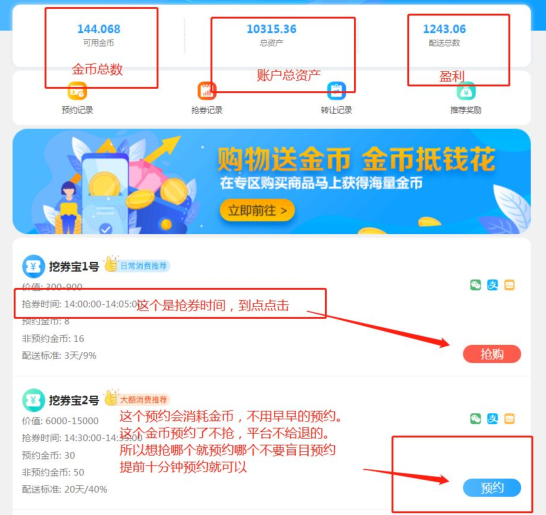 144.068
10315.36
1243.06
可用金币
总资产
配送总数
金币总数
账户总资产
盈利
预约记录
抢券记录
转让记录
推荐奖励
购物送金币 金币抵钱花
在专区购买商品马上获得海量金币
立即前往 >
挖券宝1号
日常消费推荐
价值: 300-900
抢券时间: 14:00:00-14:05:00
这个是抢券时间，到点点击
预约金币: 8
非预约金币: 16
配送标准: 3天/9%
抢购
挖券宝2号
大额消费推荐
价值: 6000-15000
抢券时间: 14:30:00-14:35:00
预约金币: 30
非预约金币: 50
配送标准: 20天/40%
这个预约会消耗金币，不用早早的预约。
这个金币预约了不抢，平台不给退的。
所以想抢哪个就预约哪个不要盲目预约
提前十分钟预约就可以
预约